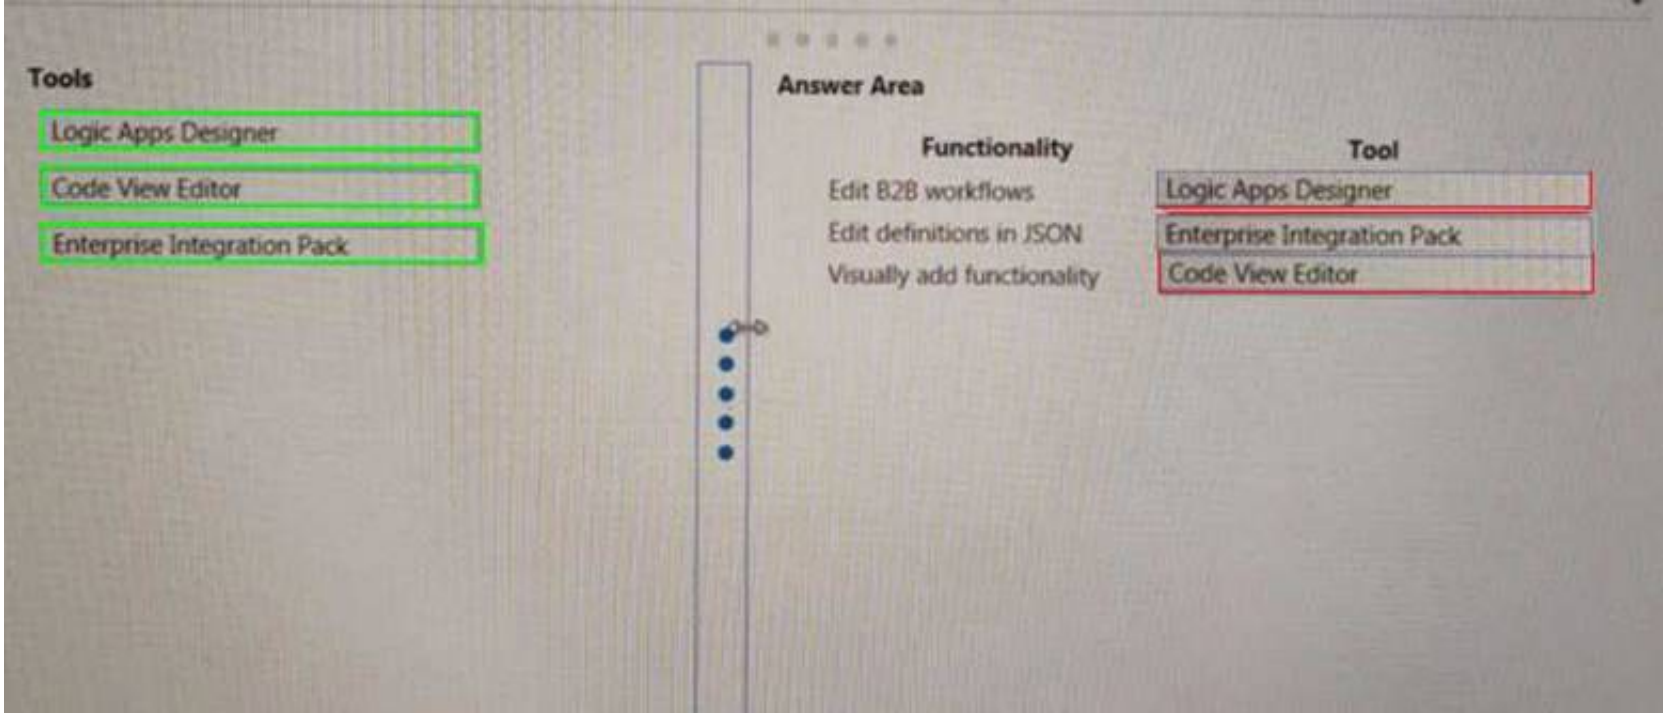 Tools
Logic Apps Designer
Code View Editor
Enterprise Integration Pack
Answer Area
Functionality Tool
Edit B2B workflows Logic Apps Designer
Edit definitions in JSON Enterprise Integration Pack
Visually add functionality Code View Editor